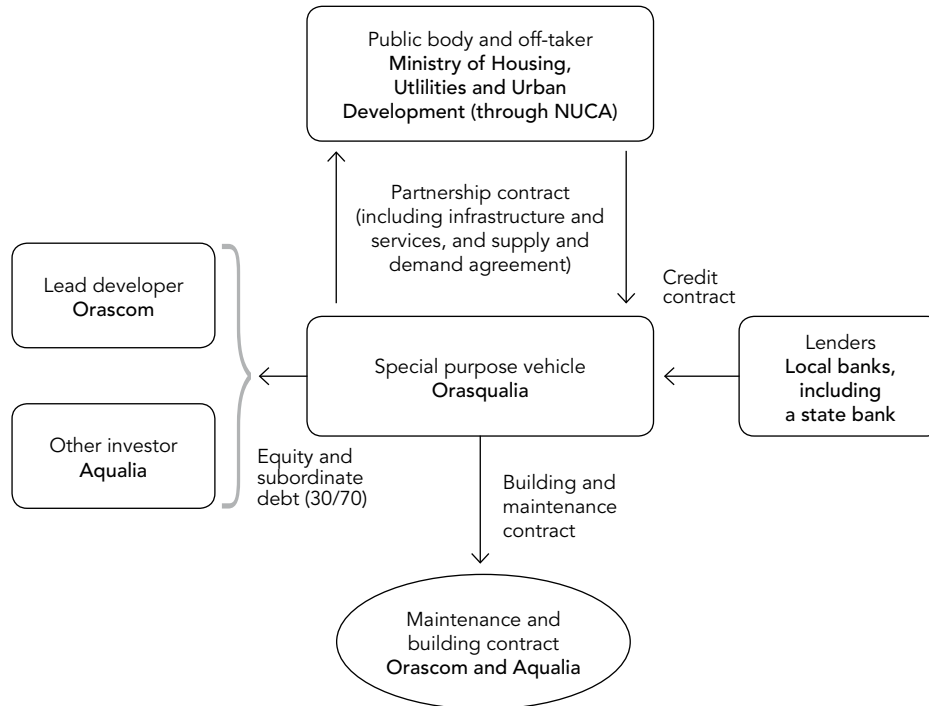 Public body and off-taker
Ministry of Housing,
Utlilities and Urban
Development (through NUCA)
Partnership contract
(including infrastructure and
services, and supply and
demand agreement)
Credit
contract
Lead developer
Orascom
Special purpose vehicle
Orasqualia
Lenders
Local banks,
including
a state bank
Other investor
Aqualia
Equity and
subordinate
debt (30/70)
Building and
maintenance
contract
Maintenance and
building contract
Orascom and Aqualia